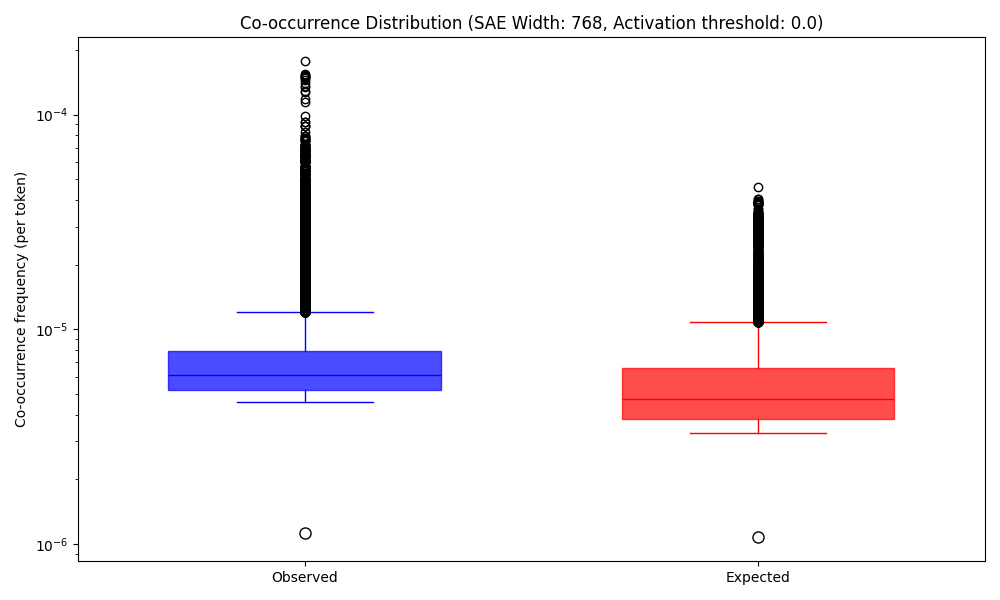 Co-occurrence Distribution (SAE Width: 768, Activation threshold: 0.0)
Co-occurrence frequency (per token)
10⁻⁴
10⁻⁵
10⁻⁶
Observed
Expected